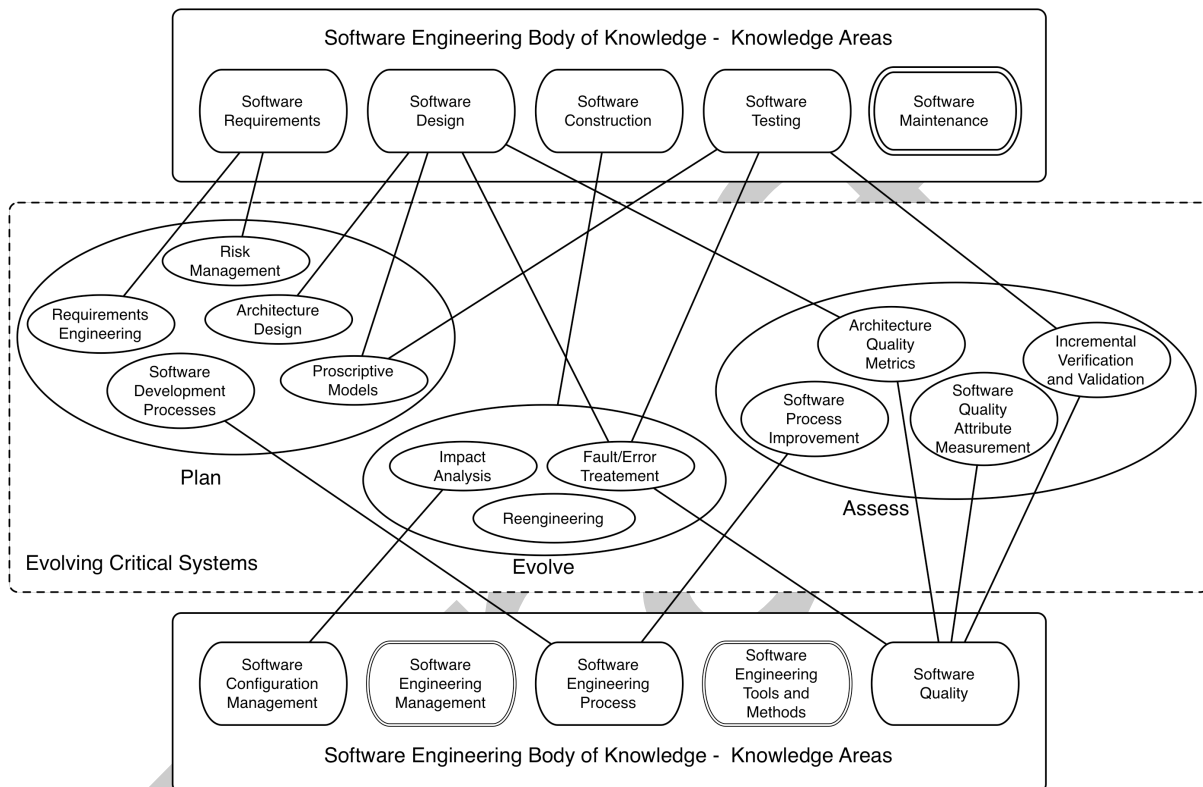 Software Engineering Body of Knowledge -  Knowledge Areas
Software
Requirements
Software
Design
Software
Construction
Software
Testing
Software
Maintenance
Risk
Management
Requirements
Engineering
Architecture
Design
Software
Development
Processes
Proscriptive
Models
Plan
Impact
Analysis
Fault/Error
Treatement
Reengineering
Evolve
Architecture
Quality
Metrics
Incremental
Verification
and Validation
Software
Process
Improvement
Software
Quality
Attribute
Measurement
Assess
Evolving Critical Systems
Software
Configuration
Management
Software
Engineering
Management
Software
Engineering
Process
Software
Engineering
Tools and
Methods
Software
Quality
Software Engineering Body of Knowledge -  Knowledge Areas